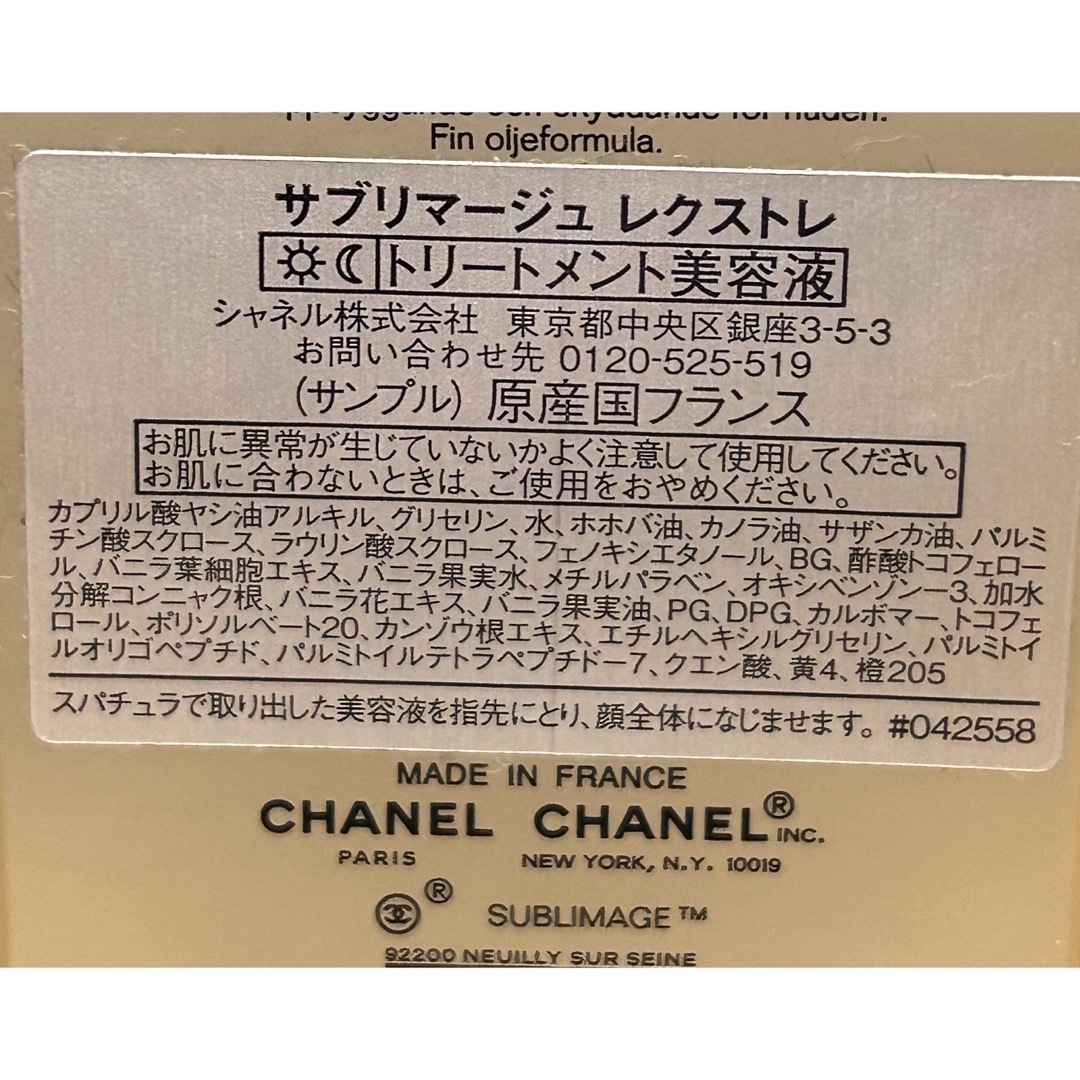 Fin oljeformula.
サブリマージュ レクストレ
トリートメント美容液
シャネル株式会社 東京都中央区銀座3-5-3
お問い合わせ先 0120-525-519
(サンプル) 原産国フランス
お肌に異常が生じていないかよく注意して使用してください。
お肌に合わないときは、ご使用をおやめください。
カプリル酸ヤシ油アルキル、グリセリン、水、ホホバ油、カノラ油、サザンカ油、パルミ
チン酸スクロース、ラウリン酸スクロース、フェノキシエタノール、BG、酢酸トコフェロー
ル、バニラ葉細胞エキス、バニラ果実水、メチルパラベン、オキシベンゾン-3、加水
分解コンニャク根、バニラ花エキス、バニラ果実油、PG、DPG、カルボマー、トコフェ
ロール、ポリソルベート20、カンゾウ根エキス、エチルヘキシルグリセリン、パルミトイ
ルオリゴペプチド、パルミトイルテトラペプチド-7、クエン酸、黄4、橙205
スパチュラで取り出した美容液を指先にとり、顔全体になじませます。 #042558
MADE IN FRANCE
CHANEL CHANEL® INC.
PARIS NEW YORK, N.Y. 10019
® SUBLIMAGE™
92200 NEUILLY SUR SEINE